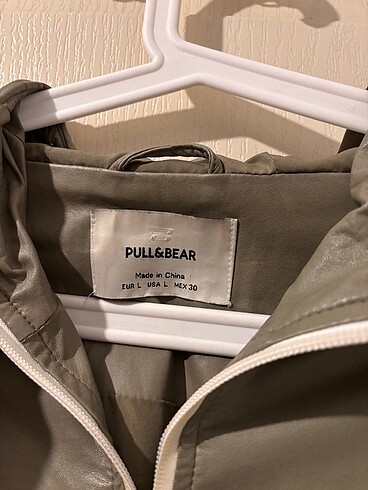 PULL&BEAR
Made in China
EUR L USA L MEX 30